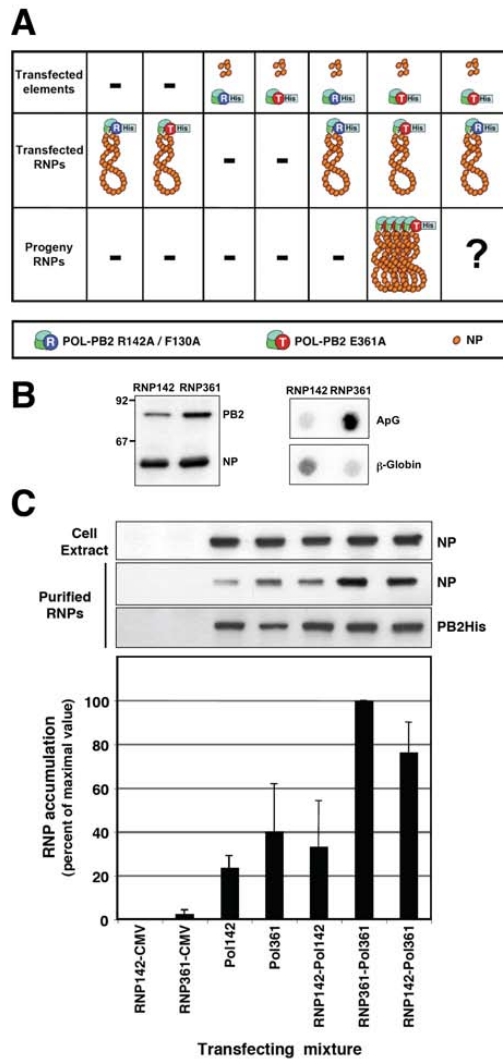 A
Transfected
elements
- -
R His T His R His T His T His
Transfected
RNPs
R His T His - - R His T His R His
Progeny
RNPs
- - - - - T His ?
R POL-PB2 R142A / F130A T POL-PB2 E361A NP
B
RNP142 RNP361
92
PB2
67
NP
RNP142 RNP361
ApG
β-Globin
C
Cell
Extract
NP
Purified
RNPs
NP
PB2His
RNP accumulation
(percent of maximal value)
100
80
60
40
20
0
RNP142-CMV
RNP361-CMV
Pol142
Pol361
RNP142-Pol142
RNP361-Pol361
RNP142-Pol361
Transfecting mixture